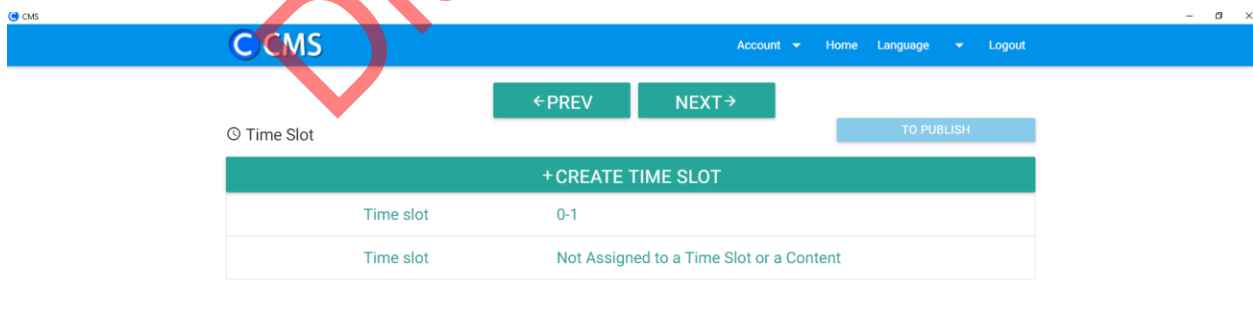 CMS
C CMS Account Home Language Logout
←PREV NEXT→
Time Slot TO PUBLISH
+CREATE TIME SLOT
Time slot 0-1
Time slot Not Assigned to a Time Slot or a Content